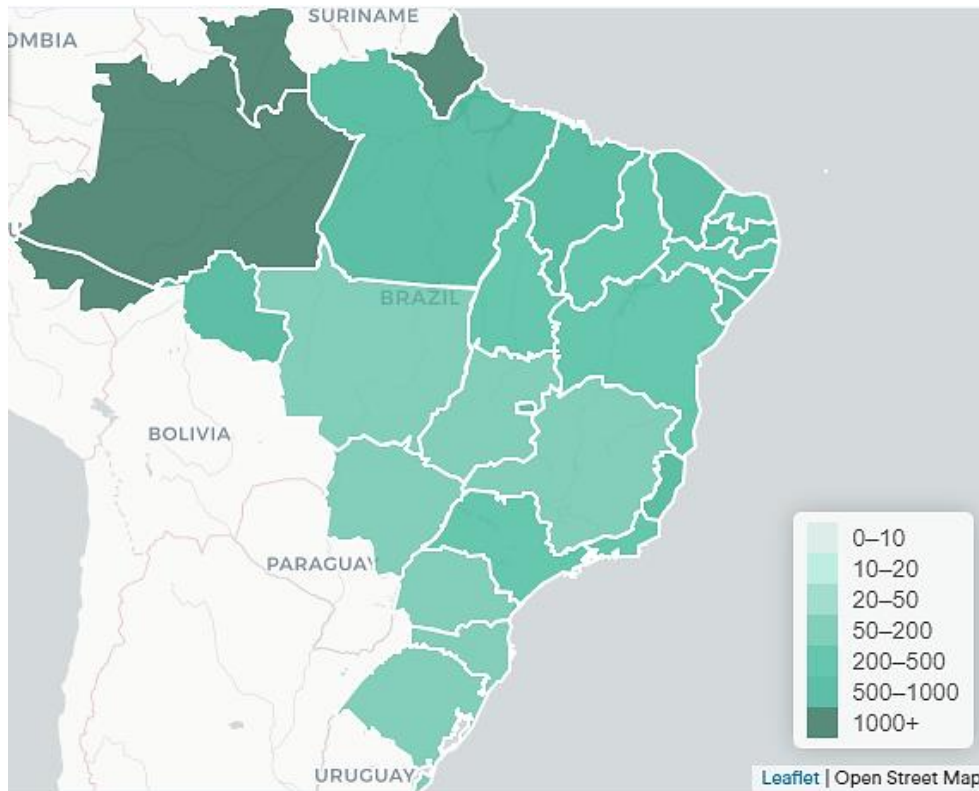 SURINAME
OMBIA
U
BRAZIL
BOLIVIA
PARAGUAY
URUGUAY
0–10
10–20
20–50
50–200
200–500
500–1000
1000+
Leaflet | Open Street Map